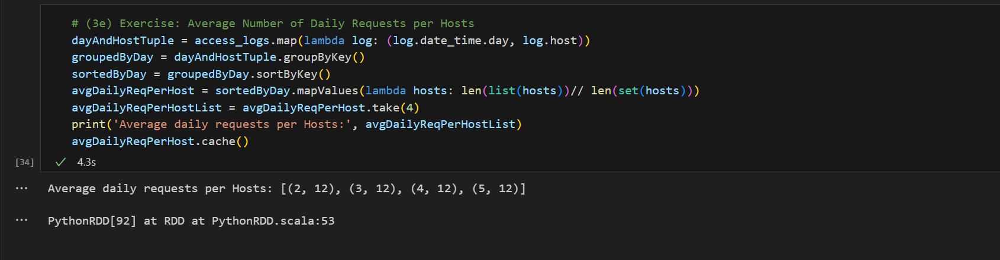 # (3e) Exercise: Average Number of Daily Requests per Hosts
dayAndHostTuple = access_logs.map(lambda log: (log.date_time.day, log.host))
groupedByDay = dayAndHostTuple.groupByKey()
sortedByDay = groupedByDay.sortByKey()
avgDailyReqPerHost = sortedByDay.mapValues(lambda hosts: len(list(hosts))// len(set(hosts)))
avgDailyReqPerHostList = avgDailyReqPerHost.take(4)
print('Average daily requests per Hosts:', avgDailyReqPerHostList)
avgDailyReqPerHost.cache()
[34] ✓ 4.3s
... Average daily requests per Hosts: [(2, 12), (3, 12), (4, 12), (5, 12)]
... PythonRDD[92] at RDD at PythonRDD.scala:53